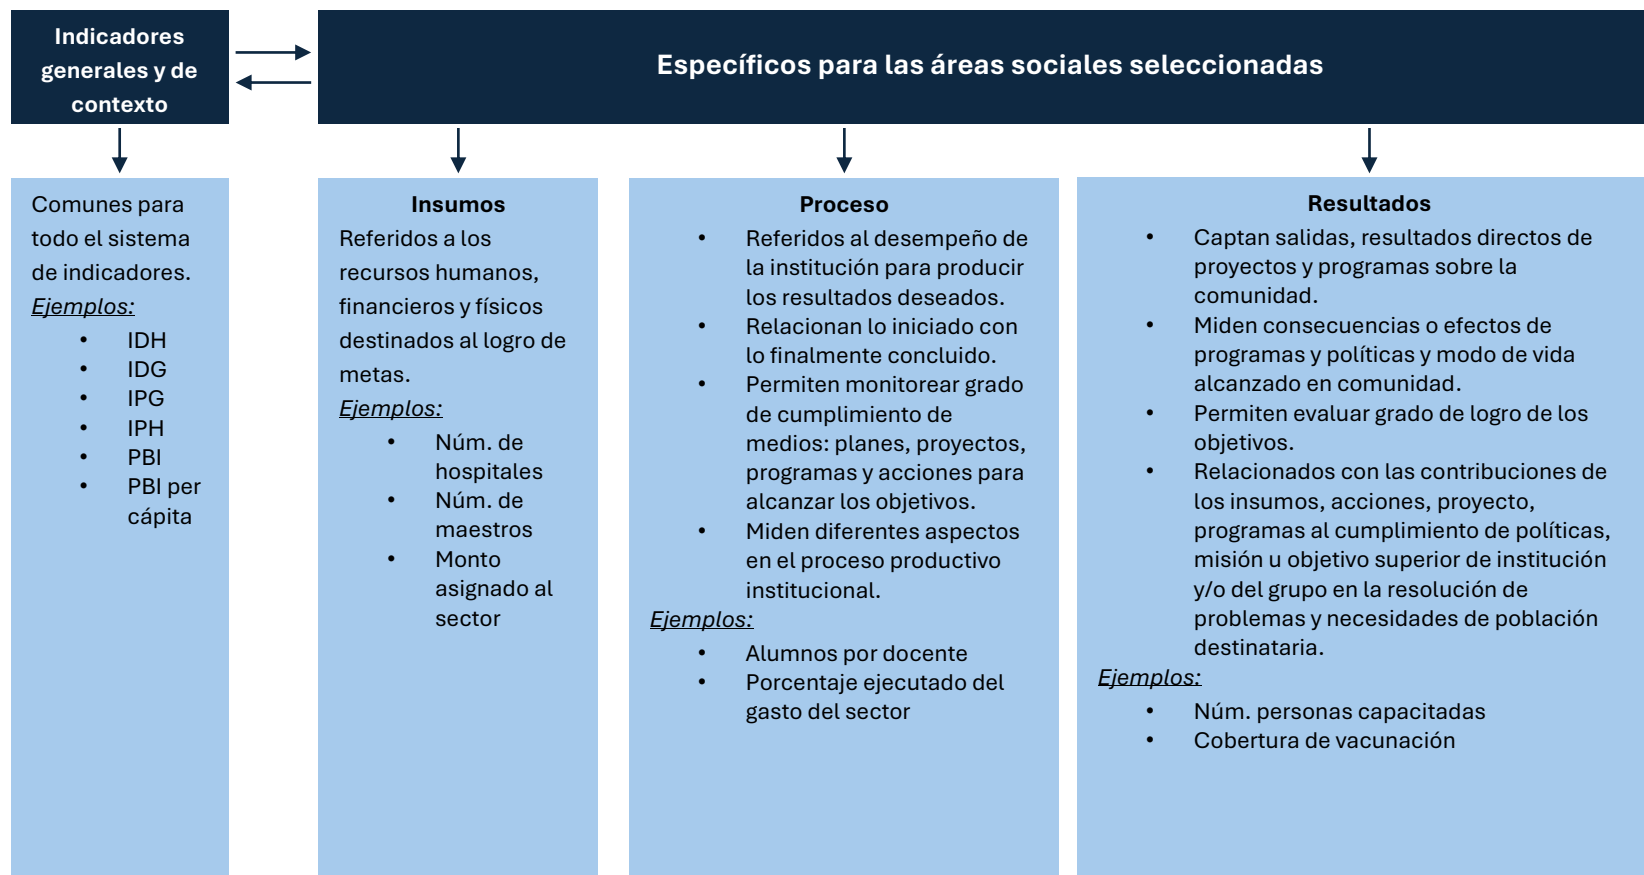 Indicadores
generales y de
contexto
Específicos para las áreas sociales seleccionadas
Comunes para
todo el sistema
de indicadores.
Ejemplos:
• IDH
• IDG
• IPG
• IPH
• PBI
• PBI per
cápita
Insumos
Referidos a los
recursos humanos,
financieros y físicos
destinados al logro de
metas.
Ejemplos:
• Núm. de
hospitales
• Núm. de
maestros
• Monto
asignado al
sector
Proceso
• Referidos al desempeño de
la institución para producir
los resultados deseados.
• Relacionan lo iniciado con
lo finalmente concluido.
• Permiten monitorear grado
de cumplimiento de
medios: planes, proyectos,
programas y acciones para
alcanzar los objetivos.
• Miden diferentes aspectos
en el proceso productivo
institucional.
Ejemplos:
• Alumnos por docente
• Porcentaje ejecutado del
gasto del sector
Resultados
• Captan salidas, resultados directos de
proyectos y programas sobre la
comunidad.
• Miden consecuencias o efectos de
programas y políticas y modo de vida
alcanzado en comunidad.
• Permiten evaluar grado de logro de los
objetivos.
• Relacionados con las contribuciones de
los insumos, acciones, proyecto,
programas al cumplimiento de políticas,
misión u objetivo superior de institución
y/o del grupo en la resolución de
problemas y necesidades de población
destinataria.
Ejemplos:
• Núm. personas capacitadas
• Cobertura de vacunación